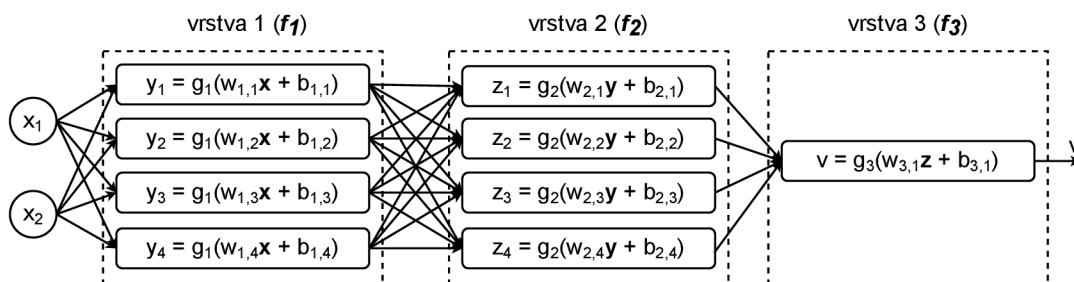 vrstva 1 (f₁)
vrstva 2 (f₂)
vrstva 3 (f₃)
x₁
x₂
y₁ = g₁(w₁,₁x + b₁,₁)
y₂ = g₁(w₁,₂x + b₁,₂)
y₃ = g₁(w₁,₃x + b₁,₃)
y₄ = g₁(w₁,₄x + b₁,₄)
z₁ = g₂(w₂,₁y + b₂,₁)
z₂ = g₂(w₂,₂y + b₂,₂)
z₃ = g₂(w₂,₃y + b₂,₃)
z₄ = g₂(w₂,₄y + b₂,₄)
v = g₃(w₃,₁z + b₃,₁)
v